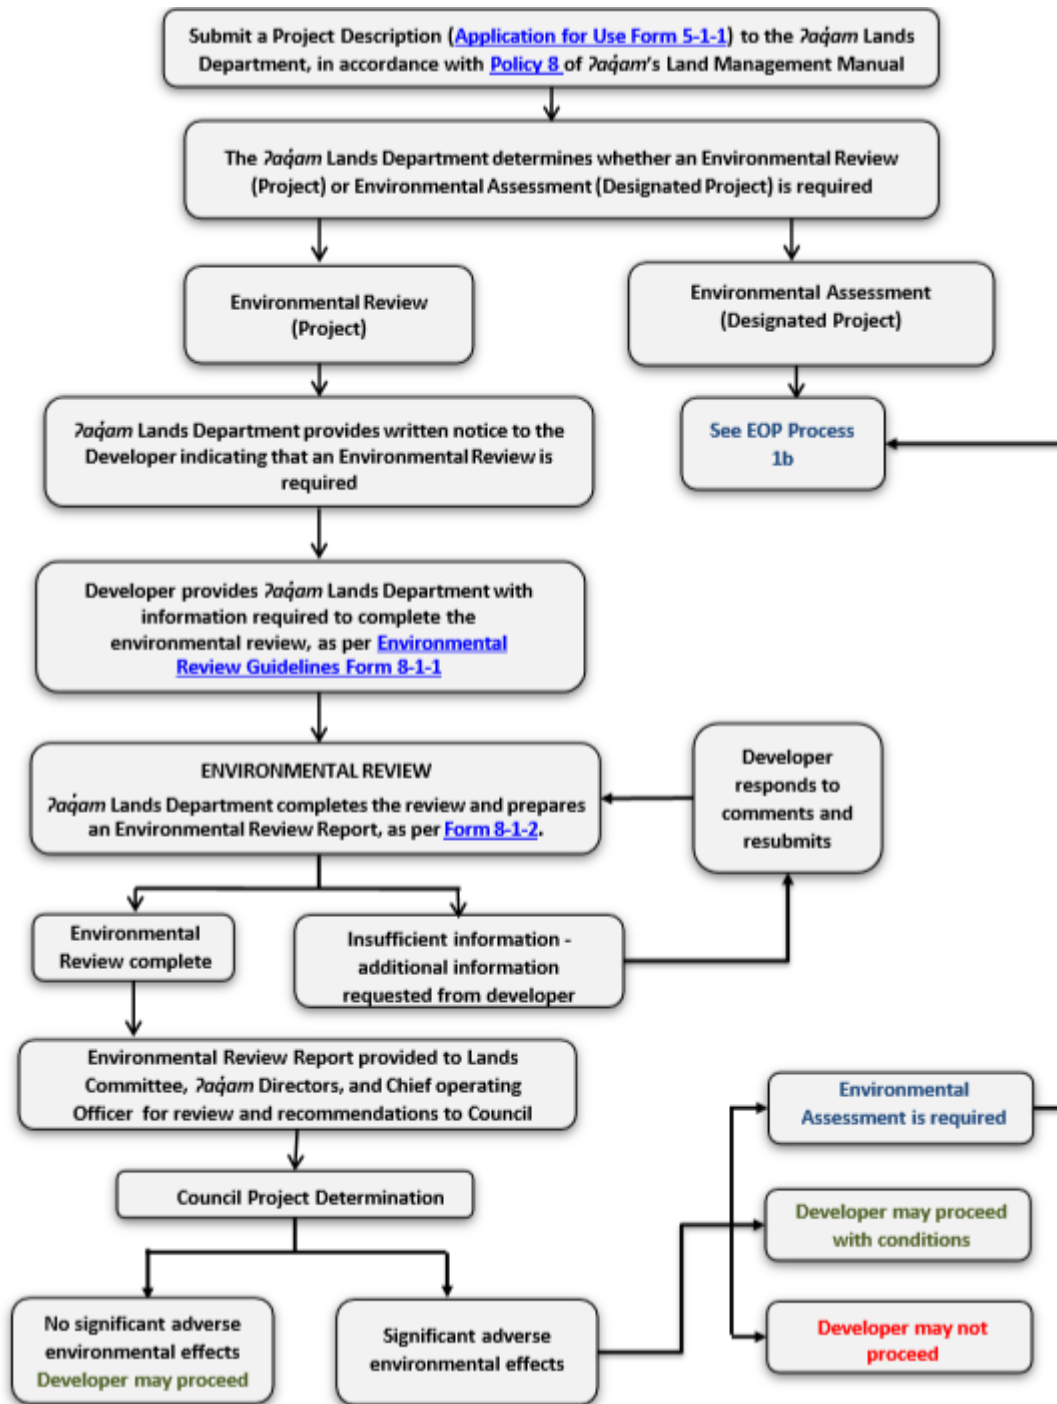 Submit a Project Description (Application for Use Form 5-1-1) to the ʔaq̓am Lands
Department, in accordance with Policy 8 of ʔaq̓am's Land Management Manual
The ʔaq̓am Lands Department determines whether an Environmental Review
(Project) or Environmental Assessment (Designated Project) is required
Environmental Review
(Project)
Environmental Assessment
(Designated Project)
ʔaq̓am Lands Department provides written notice to the
Developer indicating that an Environmental Review is
required
See EOP Process
1b
Developer provides ʔaq̓am Lands Department with
information required to complete the
environmental review, as per Environmental
Review Guidelines Form 8-1-1
ENVIRONMENTAL REVIEW
ʔaq̓am Lands Department completes the review and prepares
an Environmental Review Report, as per Form 8-1-2.
Developer
responds to
comments and
resubmits
Environmental
Review complete
Insufficient information -
additional information
requested from developer
Environmental Review Report provided to Lands
Committee, ʔaq̓am Directors, and Chief operating
Officer for review and recommendations to Council
Council Project Determination
Environmental
Assessment is required
Developer may proceed
with conditions
Developer may not
proceed
No significant adverse
environmental effects
Developer may proceed
Significant adverse
environmental effects